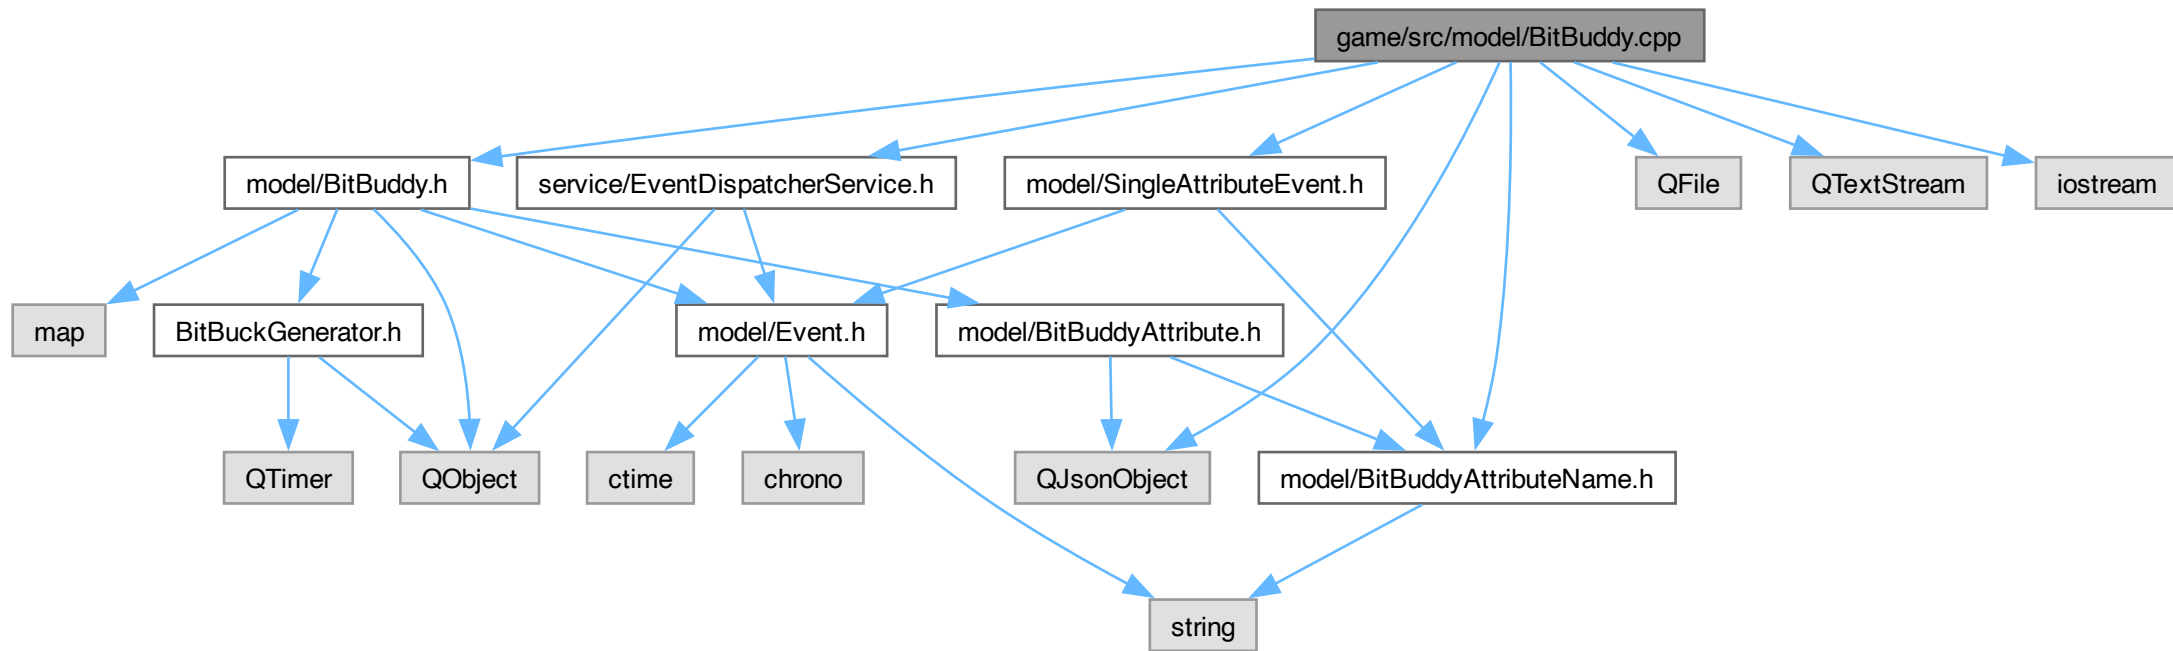 game/src/model/BitBuddy.cpp
model/BitBuddy.h
service/EventDispatcherService.h
model/SingleAttributeEvent.h
QFile
QTextStream
iostream
map
BitBuckGenerator.h
model/Event.h
model/BitBuddyAttribute.h
QTimer
QObject
ctime
chrono
QJsonObject
model/BitBuddyAttributeName.h
string